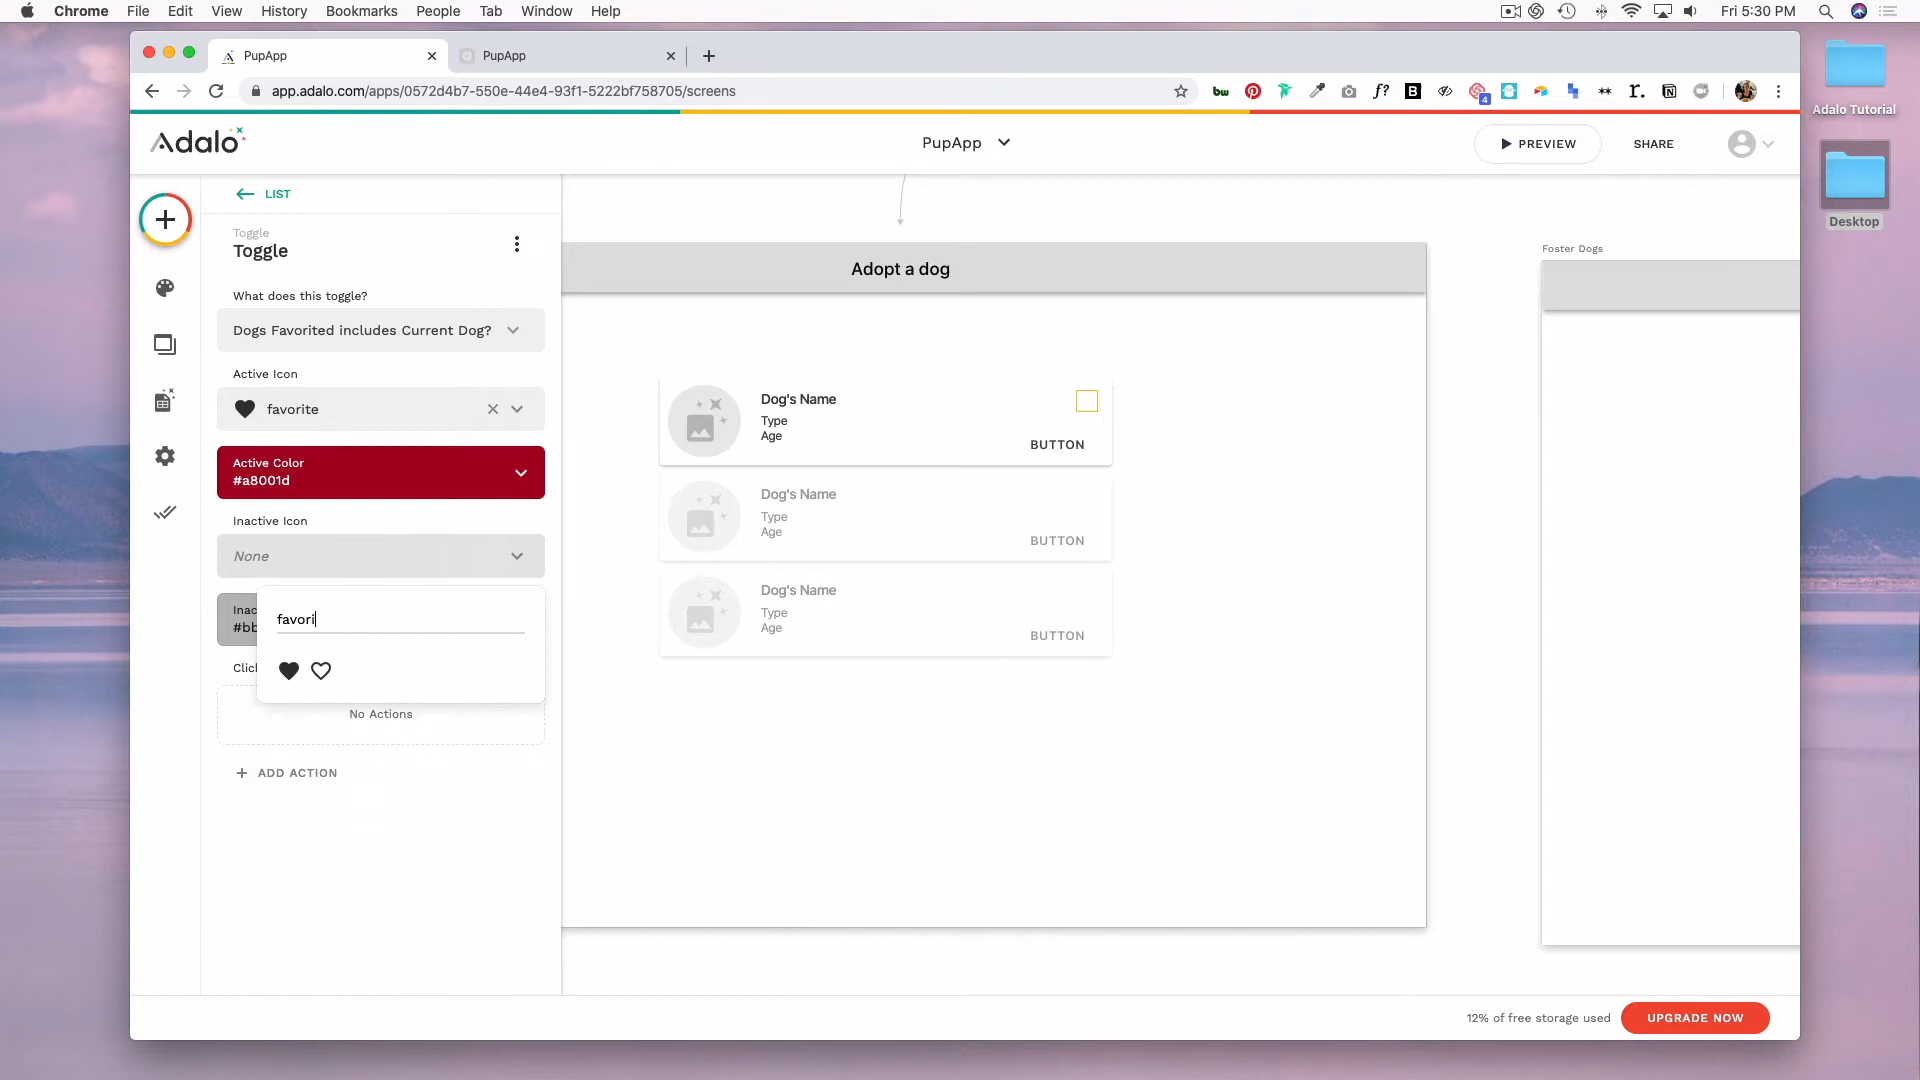 Chrome File Edit View History Bookmarks People Tab Window Help
Fri 5:30 PM
PupApp
PupApp
app.adalo.com/apps/0572d4b7-550e-44e4-93f1-5222bf758705/screens
bw
f?
B
4
r.
Adalo Tutorial
Desktop
Adalo
PupApp
PREVIEW
SHARE
LIST
Toggle
Toggle
What does this toggle?
Dogs Favorited includes Current Dog?
Active Icon
favorite
Active Color
#a8001d
Inactive Icon
None
Inac
#bb
favori
Click
No Actions
+ ADD ACTION
Adopt a dog
Dog's Name
Type
Age
BUTTON
Dog's Name
Type
Age
BUTTON
Dog's Name
Type
Age
BUTTON
Foster Dogs
12% of free storage used
UPGRADE NOW